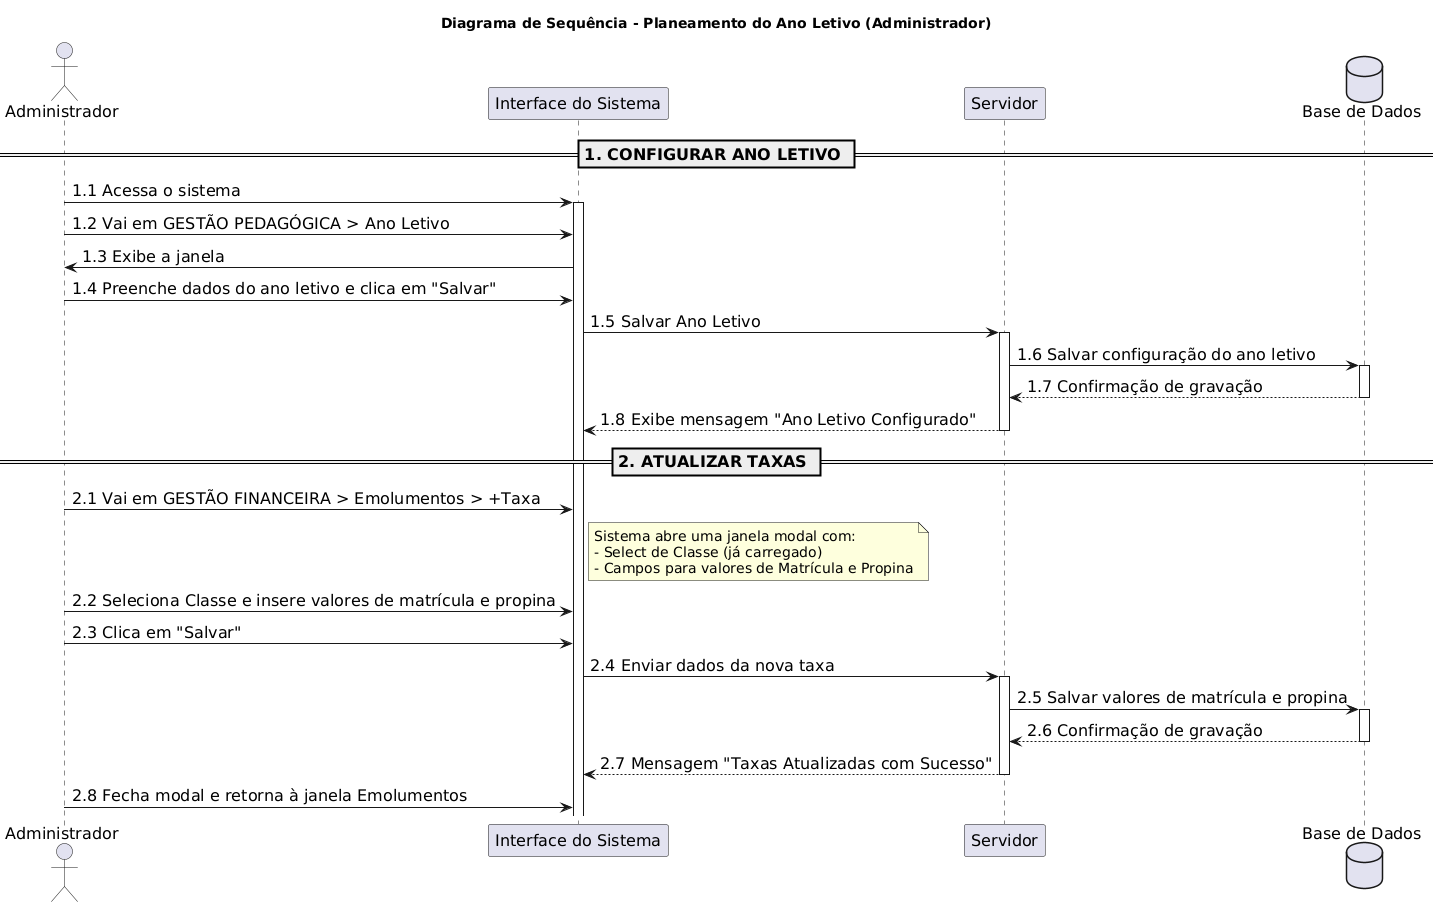 Diagrama de Sequência - Planeamento do Ano Letivo (Administrador)
Administrador
Interface do Sistema
Servidor
Base de Dados
1. CONFIGURAR ANO LETIVO
1.1 Acessa o sistema
1.2 Vai em GESTÃO PEDAGÓGICA > Ano Letivo
1.3 Exibe a janela
1.4 Preenche dados do ano letivo e clica em "Salvar"
1.5 Salvar Ano Letivo
1.6 Salvar configuração do ano letivo
1.7 Confirmação de gravação
1.8 Exibe mensagem "Ano Letivo Configurado"
2. ATUALIZAR TAXAS
2.1 Vai em GESTÃO FINANCEIRA > Emolumentos > +Taxa
Sistema abre uma janela modal com:
- Select de Classe (já carregado)
- Campos para valores de Matrícula e Propina
2.2 Seleciona Classe e insere valores de matrícula e propina
2.3 Clica em "Salvar"
2.4 Enviar dados da nova taxa
2.5 Salvar valores de matrícula e propina
2.6 Confirmação de gravação
2.7 Mensagem "Taxas Atualizadas com Sucesso"
2.8 Fecha modal e retorna à janela Emolumentos
Administrador
Interface do Sistema
Servidor
Base de Dados